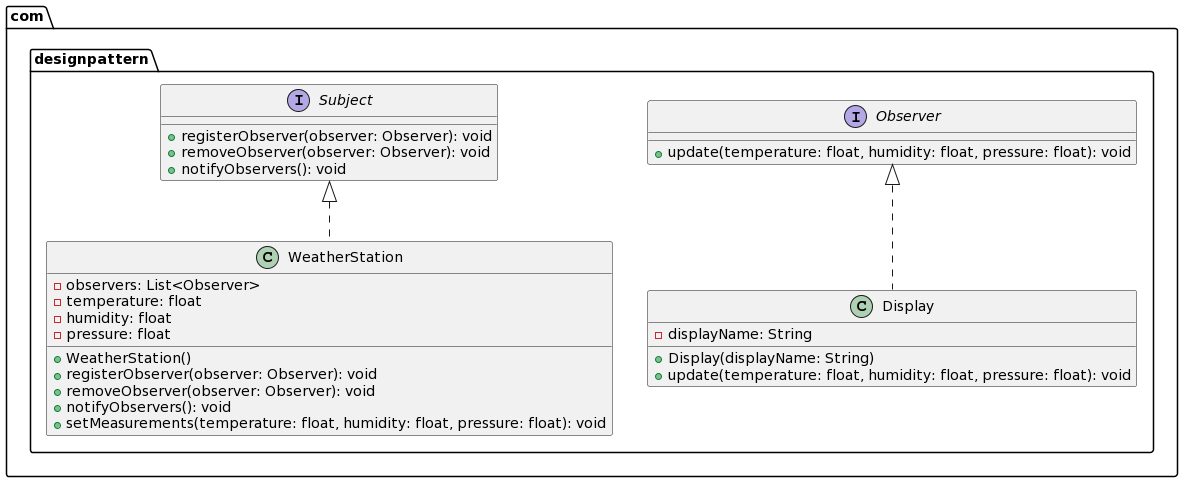 com
designpattern
I Subject
registerObserver(observer: Observer): void
removeObserver(observer: Observer): void
notifyObservers(): void
I Observer
update(temperature: float, humidity: float, pressure: float): void
C WeatherStation
observers: List<Observer>
temperature: float
humidity: float
pressure: float
WeatherStation()
registerObserver(observer: Observer): void
removeObserver(observer: Observer): void
notifyObservers(): void
setMeasurements(temperature: float, humidity: float, pressure: float): void
C Display
displayName: String
Display(displayName: String)
update(temperature: float, humidity: float, pressure: float): void